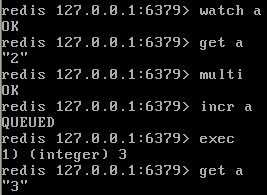 redis 127.0.0.1:6379> watch a
OK
redis 127.0.0.1:6379> get a
"2"
redis 127.0.0.1:6379> multi
OK
redis 127.0.0.1:6379> incr a
QUEUED
redis 127.0.0.1:6379> exec
1) (integer) 3
redis 127.0.0.1:6379> get a
"3"